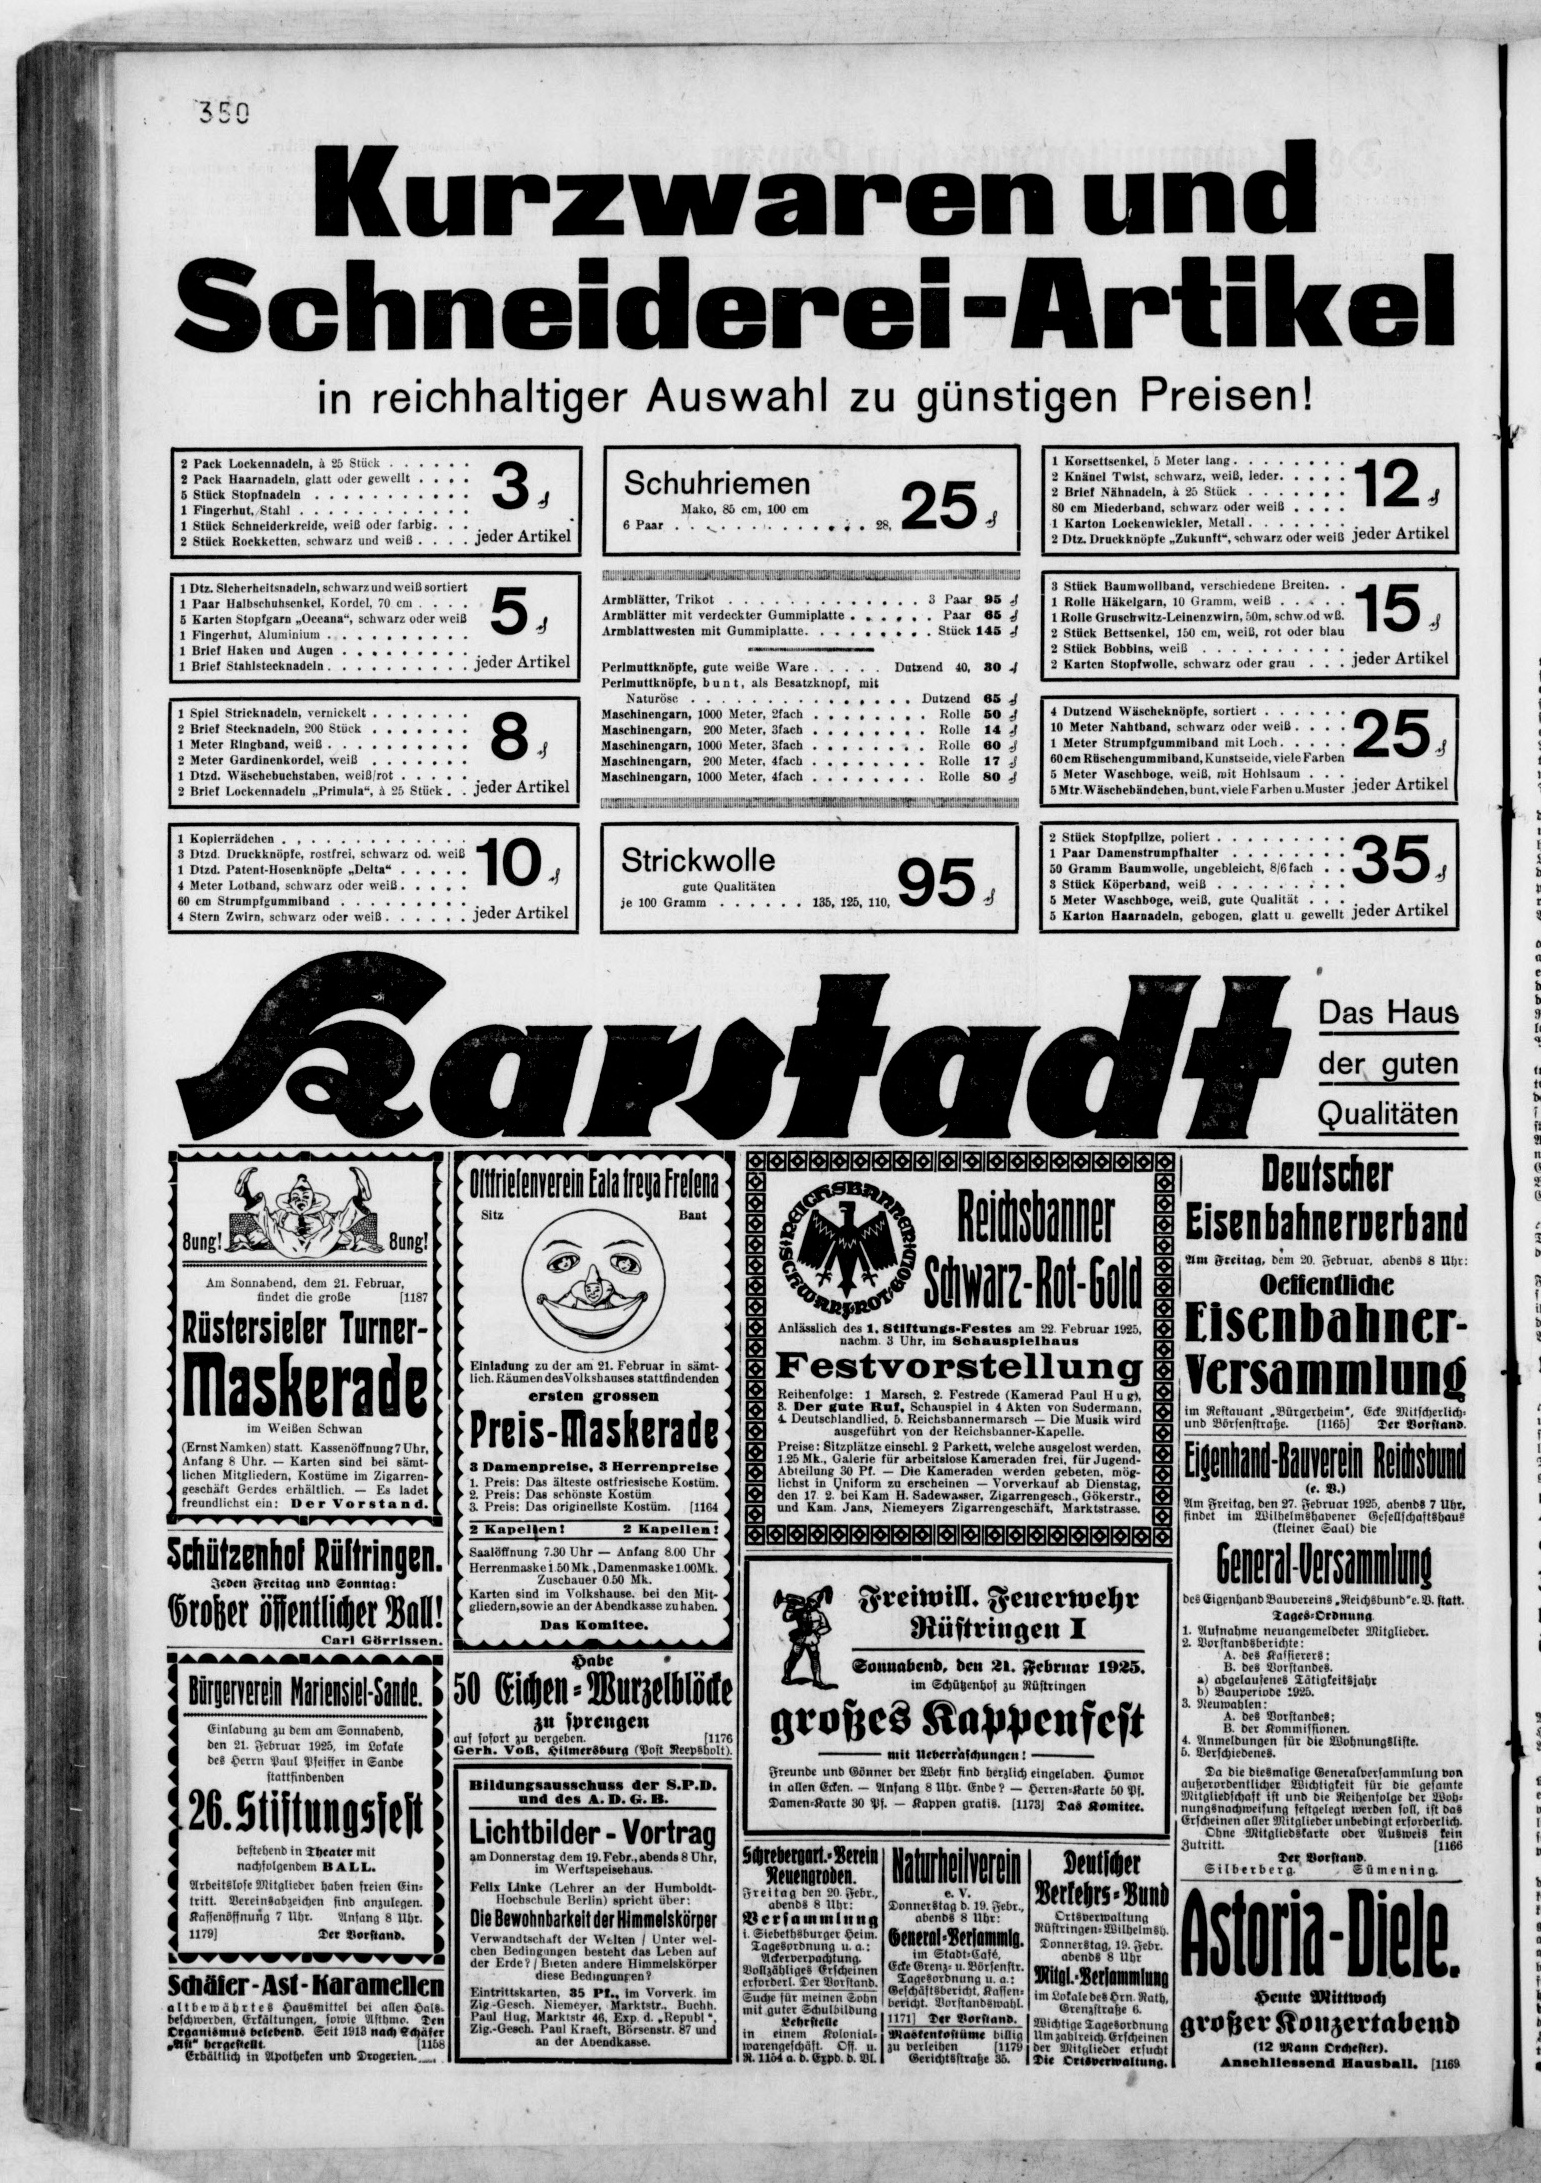 350
Kurzwaren und
Schneiderei-Artikel
in reichhaltiger Auswahl zu günstigen Preisen!
2 Pack Lockennadeln, à 25 Stück
2 Pack Haarnadeln, glatt oder gewellt
5 Stück Stopfnadeln
1 Fingerhut, Stahl
1 Stück Schneiderkreide, weiß oder farbig
2 Stück Rockketten, schwarz und weiß
3 ₰
jeder Artikel
1 Dtz. Sicherheitsnadeln, schwarz und weiß sortiert
1 Paar Halbschuhsenkel, Kordel, 70 cm
5 Karten Stopfgarn „Oceana“, schwarz oder weiß
1 Fingerhut, Aluminium
1 Brief Haken und Augen
1 Brief Stahlstecknadeln
5 ₰
jeder Artikel
1 Spiel Stricknadeln, vernickelt
2 Brief Stecknadeln, 200 Stück
1 Meter Ringband, weiß
2 Meter Gardinenkordel, weiß
1 Dtzd. Wäschebuchstaben, weiß/rot
2 Brief Lockennadeln „Primula“, à 25 Stück
8 ₰
jeder Artikel
1 Kopierrädchen
3 Dtzd. Druckknöpfe, rostfrei, schwarz od. weiß
1 Dtzd. Patent-Hosenknöpfe „Delta“
4 Meter Lotband, schwarz oder weiß
60 cm Strumpfgummiband
4 Stern Zwirn, schwarz oder weiß
10 ₰
jeder Artikel
Schuhriemen
Mako, 85 cm, 100 cm
6 Paar 28, 25 ₰
Armblätter, Trikot 3 Paar 95 ₰
Armblätter mit verdeckter Gummiplatte Paar 65 ₰
Armblattwesten mit Gummiplatte Stück 145 ₰
Perlmuttknöpfe, gute weiße Ware Dutzend 40, 30 ₰
Perlmuttknöpfe, bunt, als Besatzknopf, mit
Naturöse Dutzend 65 ₰
Maschinengarn, 1000 Meter, 2fach Rolle 50 ₰
Maschinengarn, 200 Meter, 3fach Rolle 14 ₰
Maschinengarn, 1000 Meter, 3fach Rolle 60 ₰
Maschinengarn, 200 Meter, 4fach Rolle 17 ₰
Maschinengarn, 1000 Meter, 4fach Rolle 80 ₰
Strickwolle
gute Qualitäten
je 100 Gramm 135, 125, 110, 95 ₰
1 Korsettsenkel, 5 Meter lang
2 Knäuel Twist, schwarz, weiß, leder
2 Brief Nähnadeln, à 25 Stück
80 cm Miederband, schwarz oder weiß
1 Karton Lockenwickler, Metall
2 Dtz. Druckknöpfe „Zukunft“, schwarz oder weiß
12 ₰
jeder Artikel
3 Stück Baumwollband, verschiedene Breiten
1 Rolle Häkelgarn, 10 Gramm, weiß
1 Rolle Gruschwitz-Leinenzwirn, 50m, schw. od wß.
2 Stück Bettsenkel, 150 cm, weiß, rot oder blau
2 Stück Bobbins, weiß
2 Karten Stopfwolle, schwarz oder grau
15 ₰
jeder Artikel
4 Dutzend Wäscheknöpfe, sortiert
10 Meter Nahtband, schwarz oder weiß
1 Meter Strumpfgummiband mit Loch
60 cm Rüschengummiband, Kunstseide, viele Farben
5 Meter Waschboge, weiß, mit Hohlsaum
5 Mtr. Wäschebändchen, bunt, viele Farben u. Muster
25 ₰
jeder Artikel
2 Stück Stopfpilze, poliert
1 Paar Damenstrumpfhalter
50 Gramm Baumwolle, ungebleicht, 8/6 fach
3 Stück Köperband, weiß
5 Meter Waschboge, weiß, gute Qualität
5 Karton Haarnadeln, gebogen, glatt u. gewellt
35 ₰
jeder Artikel
Karstadt
Das Haus
der guten
Qualitäten
8ung! 8ung!
Am Sonnabend, dem 21. Februar,
findet die große [1187
Rüstersieler Turner-
Maskerade
im Weißen Schwan
(Ernst Namken) statt. Kassenöffnung 7 Uhr,
Anfang 8 Uhr. — Karten sind bei sämt-
lichen Mitgliedern, Kostüme im Zigarren-
geschäft Gerdes erhältlich. — Es ladet
freundlichst ein: Der Vorstand.
Schützenhof Rüstringen.
Jeden Freitag und Sonntag:
Großer öffentlicher Ball!
Carl Görrissen.
Bürgerverein Mariensiel-Sande.
Einladung zu dem am Sonnabend,
den 21. Februar 1925, im Lokale
des Herrn Paul Pfeiffer in Sande
stattfindenden
26. Stiftungsfest
bestehend in Theater mit
nachfolgendem BALL.
Arbeitslose Mitglieder haben freien Ein-
tritt. Vereinsabzeichen sind anzulegen.
Kassenöffnung 7 Uhr. Anfang 8 Uhr.
1179] Der Vorstand.
Schäfer-Ast-Karamellen
altbewährtes Hausmittel bei allen Hals-
beschwerden, Erkältungen, sowie Asthma. Den
Organismus belebend. Seit 1913 nach Schäfer
„Ast“ hergestellt. [1158
Erhältlich in Apotheken und Drogerien.
Ostfriesenverein Eala freya Fresena
Sitz Bant
Einladung zu der am 21. Februar in sämt-
lich. Räumen des Volkshauses stattfindenden
ersten grossen
Preis-Maskerade
3 Damenpreise, 3 Herrenpreise
1. Preis: Das älteste ostfriesische Kostüm.
2. Preis: Das schönste Kostüm
3. Preis: Das originellste Kostüm. [1164
2 Kapellen! 2 Kapellen!
Saalöffnung 7.30 Uhr — Anfang 8.00 Uhr
Herrenmaske 1.50 Mk., Damenmaske 1.00 Mk.
Zuschauer 0.50 Mk.
Karten sind im Volkshause, bei den Mit-
gliedern, sowie an der Abendkasse zu haben.
Das Komitee.
Habe
50 Eichen-Wurzelblöcke
zu sprengen
auf sofort zu vergeben. [1176
Gerh. Voß, Hilmersburg (Post Reepsholt).
Bildungsausschuss der S.P.D.
und des A.D.G.B.
Lichtbilder-Vortrag
am Donnerstag dem 19. Febr., abends 8 Uhr,
im Werftspeisehaus.
Felix Linke (Lehrer an der Humboldt-
Hochschule Berlin) spricht über:
Die Bewohnbarkeit der Himmelskörper
Verwandtschaft der Welten / Unter wel-
chen Bedingungen besteht das Leben auf
der Erde? / Bieten andere Himmelskörper
diese Bedingungen?
Eintrittskarten, 35 Pf., im Vorverk. im
Zig.-Gesch. Niemeyer, Marktstr., Buchh.
Paul Hug, Marktstr 46, Exp. d. „Republ“,
Zig.-Gesch. Paul Kraeft, Börsenstr. 87 und
an der Abendkasse.
REICHSBANNER SCHWARZ-ROT-GOLD
Reichsbanner
Schwarz-Rot-Gold
Anlässlich des 1. Stiftungs-Festes am 22. Februar 1925,
nachm. 3 Uhr, im Schauspielhaus
Festvorstellung
Reihenfolge: 1 Marsch, 2. Festrede (Kamerad Paul Hug),
3. Der gute Ruf, Schauspiel in 4 Akten von Sudermann,
4. Deutschlandlied, 5. Reichsbannermarsch — Die Musik wird
ausgeführt von der Reichsbanner-Kapelle.
Preise: Sitzplätze einschl. 2 Parkett, welche ausgelost werden,
1.25 Mk., Galerie für arbeitslose Kameraden frei, für Jugend-
Abteilung 30 Pf. — Die Kameraden werden gebeten, mög-
lichst in Uniform zu erscheinen — Vorverkauf ab Dienstag,
den 17. 2. bei Kam H. Sadewasser, Zigarrengesch., Gökerstr.,
und Kam. Jans, Niemeyers Zigarrengeschäft, Marktstrasse.
Freiwill. Feuerwehr
Rüstringen I
Sonnabend, den 21. Februar 1925.
im Schützenhof zu Rüstringen
großes Kappenfest
mit Ueberraschungen!
Freunde und Gönner der Wehr sind herzlich eingeladen. Humor
in allen Ecken. — Anfang 8 Uhr. Ende? — Herren-Karte 50 Pf.
Damen-Karte 30 Pf. — Kappen gratis. [1173] Das Komitee.
Schrebergart.-Verein
Neuengroden.
Freitag den 20. Febr.,
abends 8 Uhr:
Versammlung
i. Siebethsburger Heim.
Tagesordnung u. a.:
Ackerverpachtung.
Vollzähliges Erscheinen
erforderl. Der Vorstand.
Suche für meinen Sohn
mit guter Schulbildung
Lehrstelle
in einem Kolonial-
warengeschäft. Off. u.
N. 1154 a. d. Expd. d. Bl.
Naturheilverein
e. V.
Donnerstag d. 19. Febr.,
abends 8 Uhr:
General-Versammlg.
im Stadt-Café,
Ecke Grenz- u. Börsenstr.
Tagesordnung u. a.:
Geschäftsbericht, Kassen-
bericht. Vorstandswahl.
1171] Der Vorstand.
Maskenkostüme billig
zu verleihen [1179
Gerichtsstraße 35.
Deutscher
Verkehrs-Bund
Ortsverwaltung
Rüstringen-Wilhelmsh.
Donnerstag, 19. Febr.
abends 8 Uhr
Mitgl.-Versammlung
im Lokale des Hrn. Rath,
Grenzstraße 6.
Wichtige Tagesordnung
Um zahlreich. Erscheinen
der Mitglieder ersucht
Die Ortsverwaltung.
Deutscher
Eisenbahnerverband
Am Freitag, dem 20. Februar, abends 8 Uhr:
Oeffentliche
Eisenbahner-
Versammlung
im Restaurant „Bürgerheim“, Ecke Mitscherlich-
und Börsenstraße. [1165] Der Vorstand.
Eigenhand-Bauverein Reichsbund
(e. V.)
Am Freitag, den 27. Februar 1925, abends 7 Uhr,
findet im Wilhelmshavener Gesellschaftshaus
(kleiner Saal) die
General-Versammlung
des Eigenhand Bauvereins „Reichsbund“ e. V. statt.
Tages-Ordnung
1. Aufnahme neuangemeldeter Mitglieder.
2. Vorstandsberichte:
A. des Kassierers;
B. des Vorstandes.
a) abgelaufenes Tätigkeitsjahr
b) Bauperiode 1925.
3. Neuwahlen:
A. des Vorstandes;
B. der Kommissionen.
4. Anmeldungen für die Wohnungsliste.
5. Verschiedenes.
Da die diesmalige Generalversammlung von
außerordentlicher Wichtigkeit für die gesamte
Mitgliedschaft ist und die Reihenfolge der Woh-
nungsnachweisung festgelegt werden soll, ist das
Erscheinen aller Mitglieder unbedingt erforderlich.
Ohne Mitgliedskarte oder Ausweis kein
Zutritt. [1166
Der Vorstand.
Silberberg. Sümening.
Astoria-Diele.
Heute Mittwoch
großer Konzertabend
(12 Mann Orchester).
Anschliessend Hausball. [1169